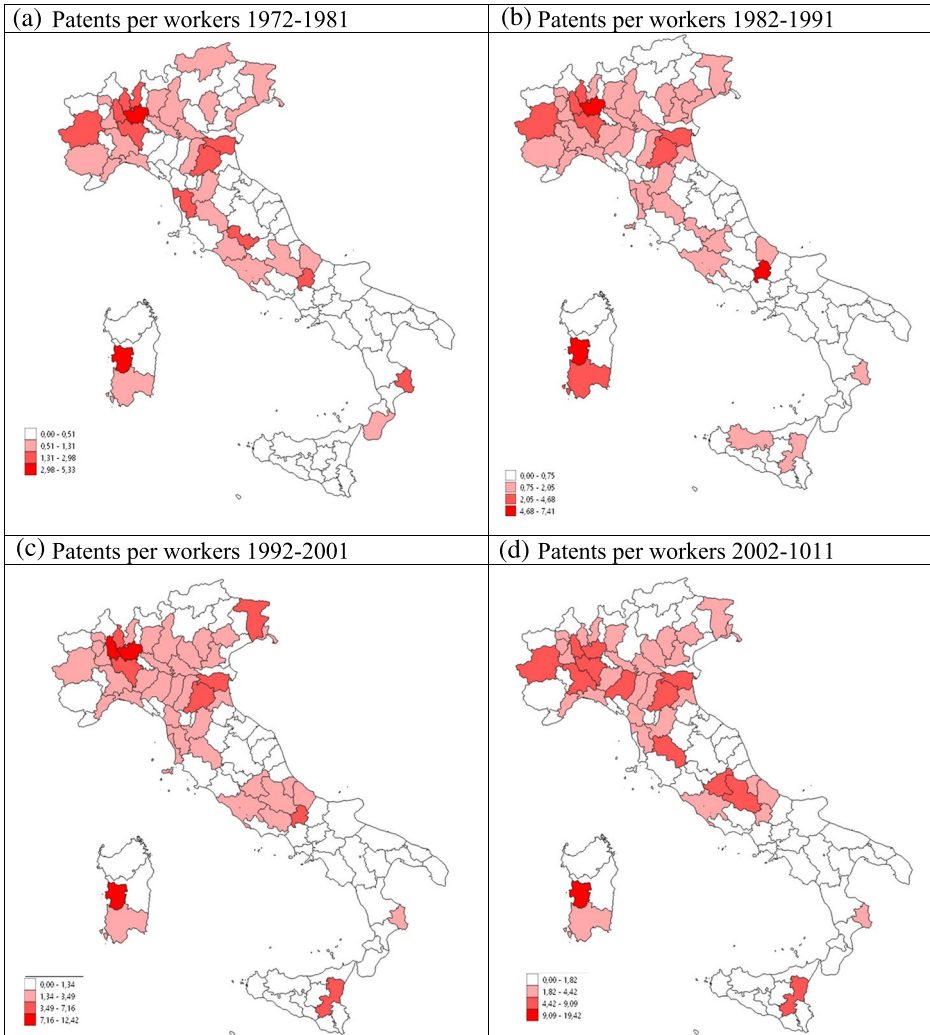 (a) Patents per workers 1972-1981
(b) Patents per workers 1982-1991
0,00 - 0,51
0,51 - 1,31
1,31 - 2,98
2,98 - 5,33
0,00 - 0,75
0,75 - 2,05
2,05 - 4,68
4,68 - 7,41
(c) Patents per workers 1992-2001
(d) Patents per workers 2002-1011
0,00 - 1,34
1,34 - 3,49
3,49 - 7,16
7,16 - 12,42
0,00 - 1,82
1,82 - 4,42
4,42 - 9,09
9,09 - 19,42